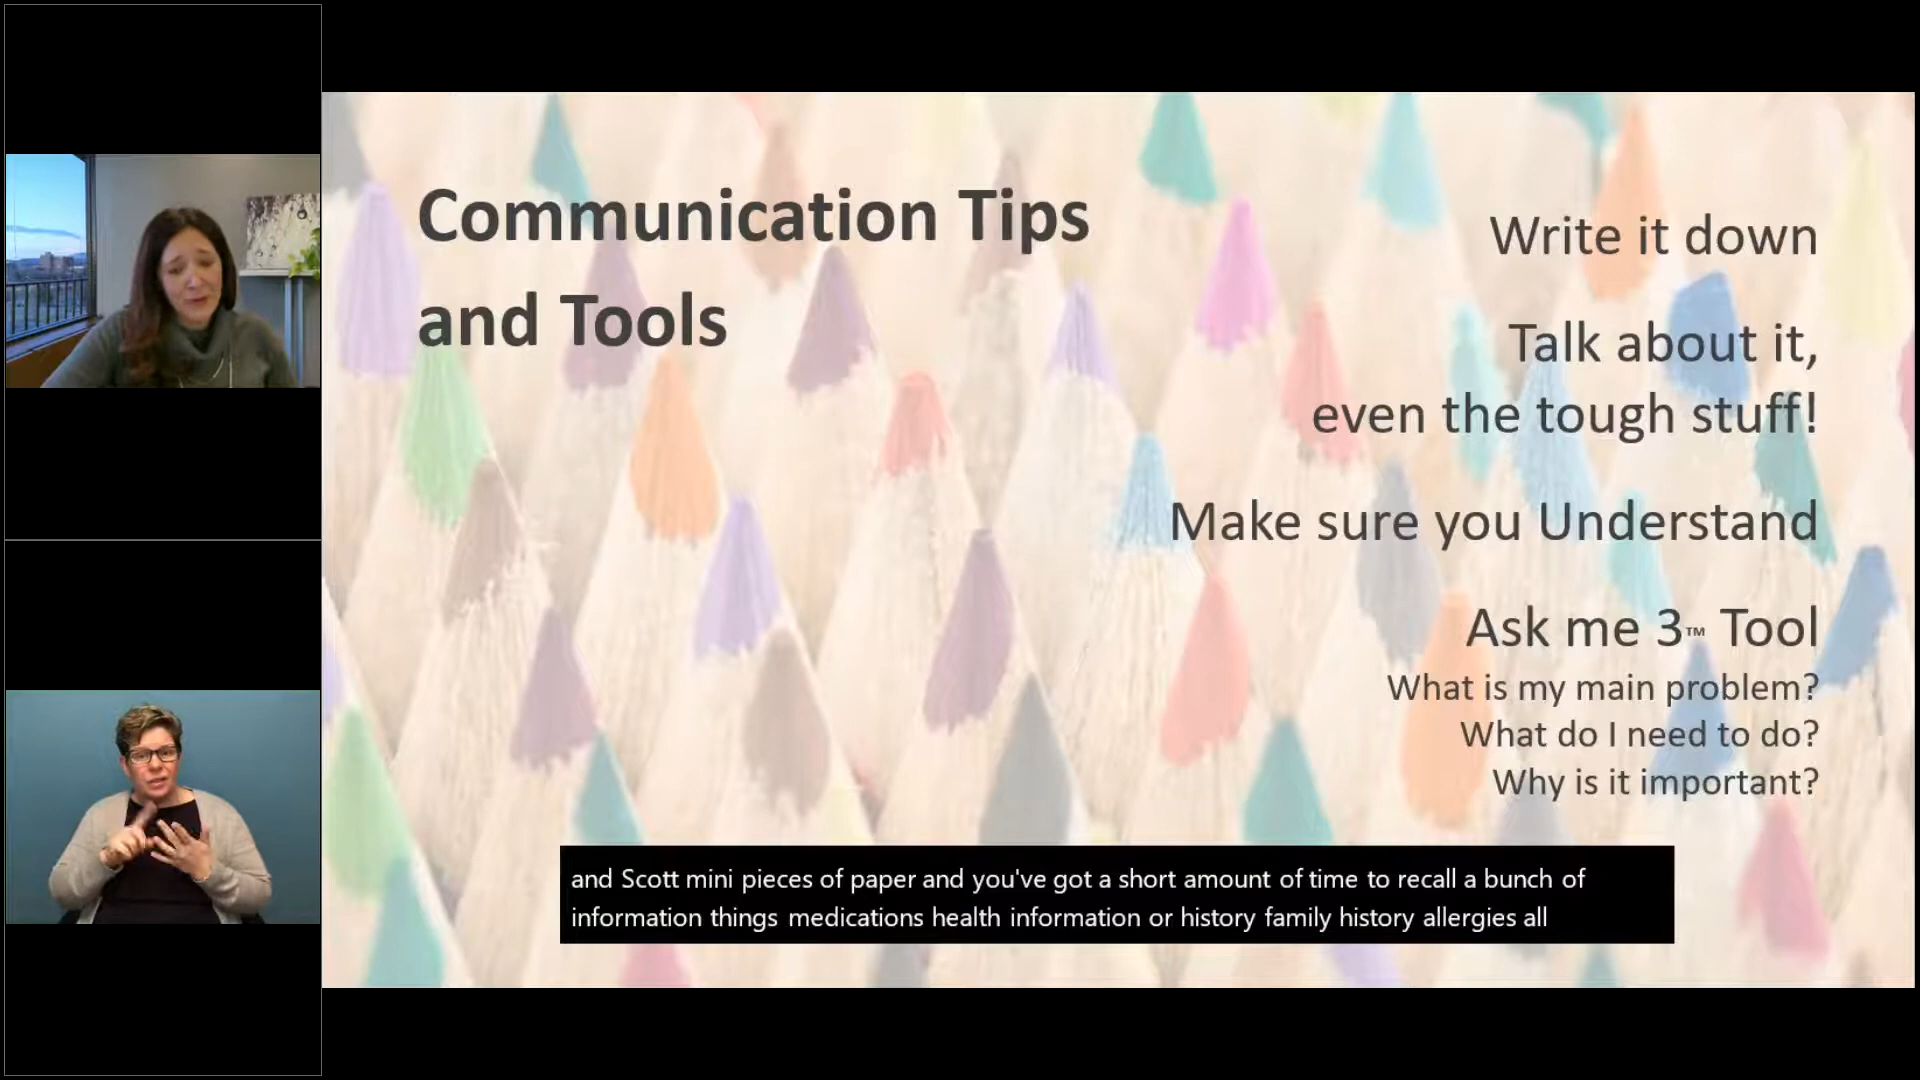 Communication Tips
and Tools
Write it down
Talk about it,
even the tough stuff!
Make sure you Understand
Ask me 3™ Tool
What is my main problem?
What do I need to do?
Why is it important?
and Scott mini pieces of paper and you've got a short amount of time to recall a bunch of
information things medications health information or history family history allergies all